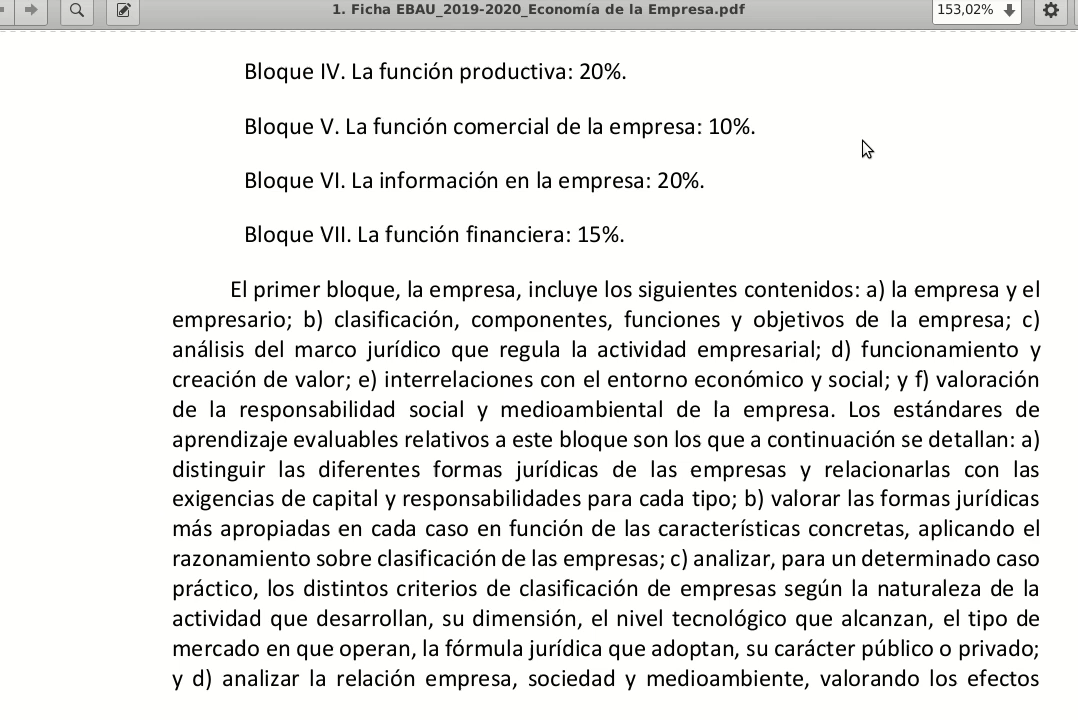 1. Ficha EBAU_2019-2020_Economía de la Empresa.pdf
153,02%
Bloque IV. La función productiva: 20%.
Bloque V. La función comercial de la empresa: 10%.
Bloque VI. La información en la empresa: 20%.
Bloque VII. La función financiera: 15%.
El primer bloque, la empresa, incluye los siguientes contenidos: a) la empresa y el
empresario; b) clasificación, componentes, funciones y objetivos de la empresa; c)
análisis del marco jurídico que regula la actividad empresarial; d) funcionamiento y
creación de valor; e) interrelaciones con el entorno económico y social; y f) valoración
de la responsabilidad social y medioambiental de la empresa. Los estándares de
aprendizaje evaluables relativos a este bloque son los que a continuación se detallan: a)
distinguir las diferentes formas jurídicas de las empresas y relacionarlas con las
exigencias de capital y responsabilidades para cada tipo; b) valorar las formas jurídicas
más apropiadas en cada caso en función de las características concretas, aplicando el
razonamiento sobre clasificación de las empresas; c) analizar, para un determinado caso
práctico, los distintos criterios de clasificación de empresas según la naturaleza de la
actividad que desarrollan, su dimensión, el nivel tecnológico que alcanzan, el tipo de
mercado en que operan, la fórmula jurídica que adoptan, su carácter público o privado;
y d) analizar la relación empresa, sociedad y medioambiente, valorando los efectos